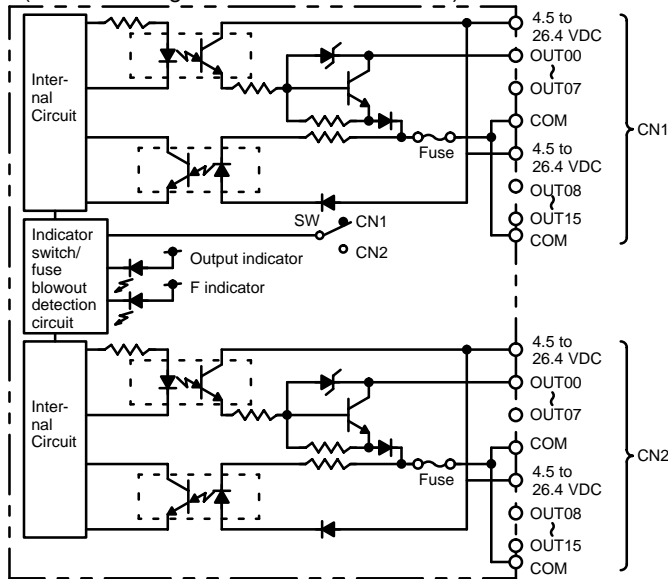 4.5 to
26.4 VDC
OUT00
~
OUT07
COM
4.5 to
26.4 VDC
OUT08
~
OUT15
COM
CN1
Inter-
nal
Circuit
Fuse
Indicator
switch/
fuse
blowout
detection
circuit
SW
CN1
CN2
Output indicator
F indicator
4.5 to
26.4 VDC
OUT00
~
OUT07
COM
4.5 to
26.4 VDC
OUT08
~
OUT15
COM
CN2
Inter-
nal
Circuit
Fuse